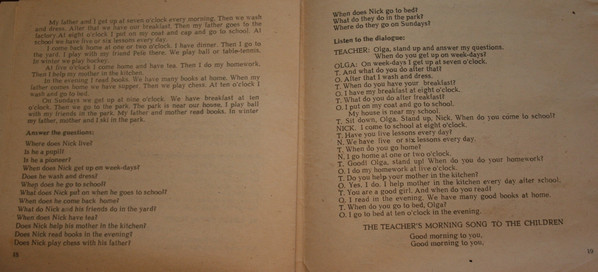 My father and I get up at seven o'clock every morning. Then we wash
and dress. After that we have our breakfast. Then my father goes to the
factory. At eight o'clock I put on my coat and cap and go to school. At
school we have five or six lessons every day.
I come back home at one or two o'clock. I have dinner. Then I go to
the yard. I play with my friend Pete there. We play ball or table-tennis.
In winter we play hockey.
At five o'clock I come home and have tea. Then I do my homework.
Then I help my mother in the kitchen.
In the evening I read books. We have many books at home. When my
father comes home we have supper. Then we play chess. At ten o'clock I
wash and go to bed.
On Sundays we get up at nine o'clock. We have breakfast at ten
o'clock. Then we go to the park. The park is near our house. I play ball
with my friends in the park. My father and mother read books. In winter
my father, mother and I ski in the park.
Answer the questions:
Where does Nick live?
Is he a pupil?
Is he a pioneer?
When does Nick get up on week-days?
Does he wash and dress?
When does he go to school?
What does Nick put on when he goes to school?
When does he come back home?
What do Nick and his friends do in the yard?
When does Nick have tea?
Does Nick help his mother in the kitchen?
Does Nick read books in the evening?
Does Nick play chess with his father?
When does Nick go to bed?
What do they do in the park?
Where do they go on Sundays?
Listen to the dialogue:
TEACHER: Olga, stand up and answer my questions.
When do you get up on week-days?
OLGA: On week-days I get up at seven o'clock.
T. And what do you do after that?
O. After that I wash and dress.
T. When do you have your breakfast?
O. I have my breakfast at eight o'clock.
T. What do you do after breakfast?
O. I put on my coat and go to school.
My house is near my school.
T. Sit down, Olga. Stand up, Nick. When do you come to school?
NICK. I come to school at eight o'clock.
T. Have you five lessons every day?
N. We have five or six lessons every day.
T. When do you go home?
N. I go home at one or two o'clock.
T. Good! Olga, stand up! When do you do your homework?
O. I do my homework at five o'clock.
T. Do you help your mother in the kitchen?
O. Yes, I do. I help mother in the kitchen every day after school.
T. You are a good girl. And when do you read?
O. I read in the evening. We have many good books at home.
T. When do you go to bed, Olga?
O. I go to bed at ten o'clock in the evening.
THE TEACHER'S MORNING SONG TO THE CHILDREN
Good morning to you,
Good morning to you,